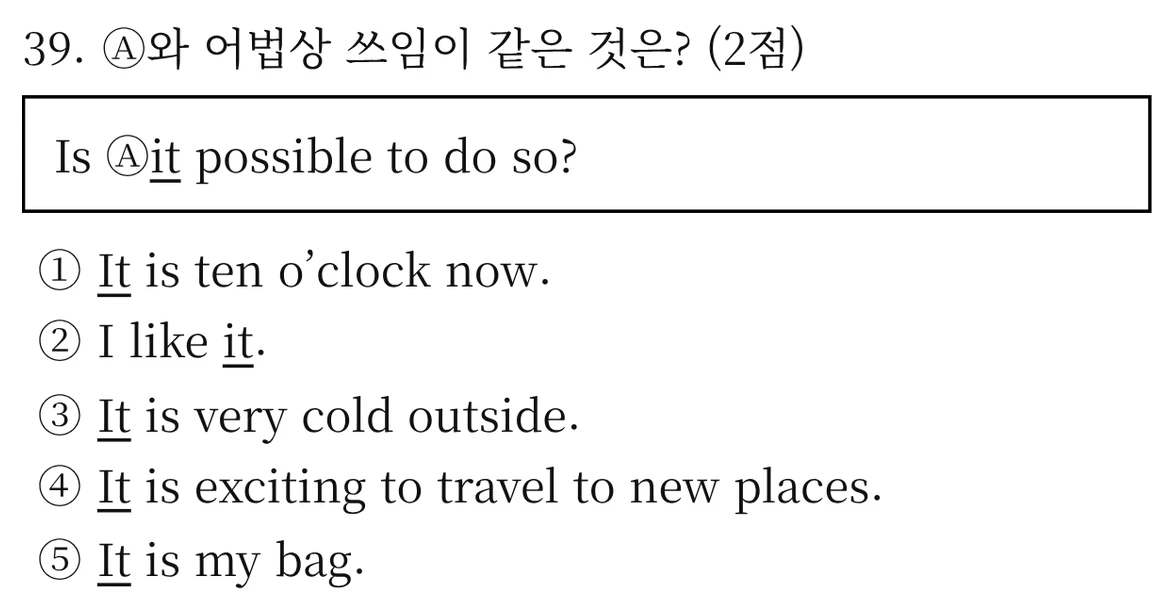 39. Ⓐ와 어법상 쓰임이 같은 것은? (2점)
Is Ⓐit possible to do so?
① It is ten o’clock now.
② I like it.
③ It is very cold outside.
④ It is exciting to travel to new places.
⑤ It is my bag.